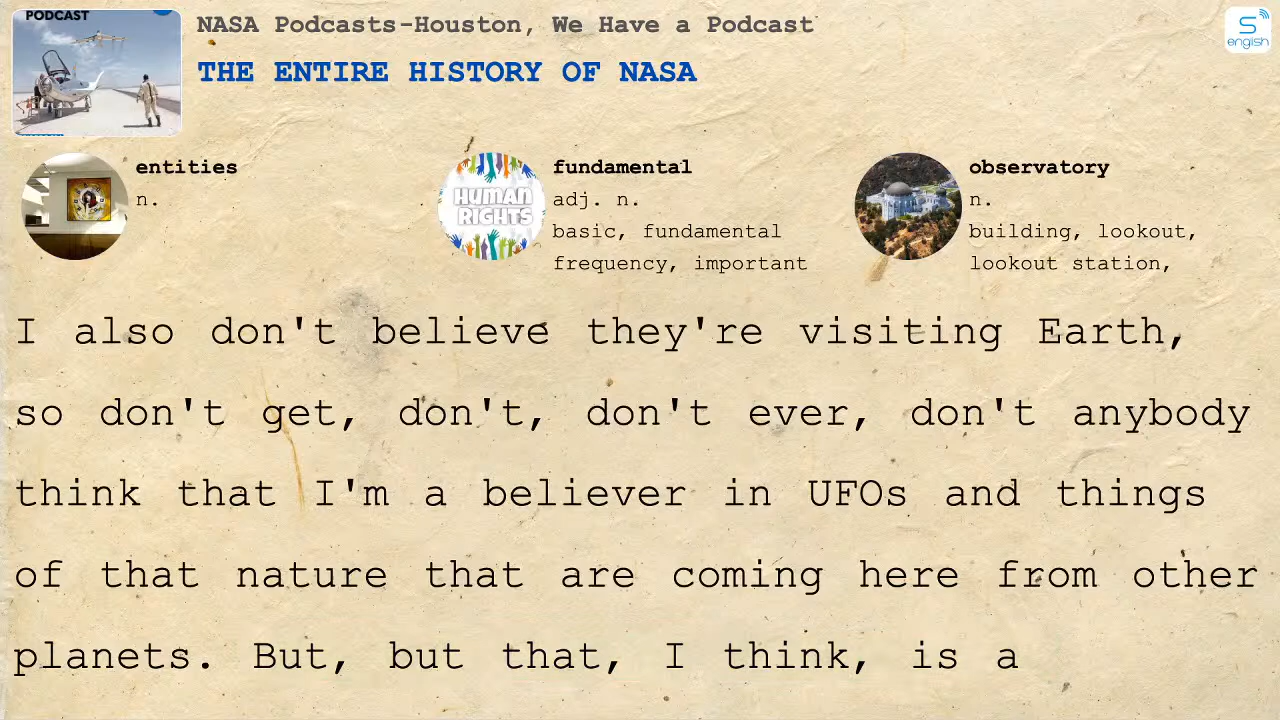 PODCAST
NASA Podcasts-Houston, We Have a Podcast
THE ENTIRE HISTORY OF NASA
S
english
entities
n.
HUMAN
RIGHTS
fundamental
adj. n.
basic, fundamental
frequency, important
observatory
n.
building, lookout,
lookout station,
I also don't believe they're visiting Earth,
so don't get, don't, don't ever, don't anybody
think that I'm a believer in UFOs and things
of that nature that are coming here from other
planets. But, but that, I think, is a